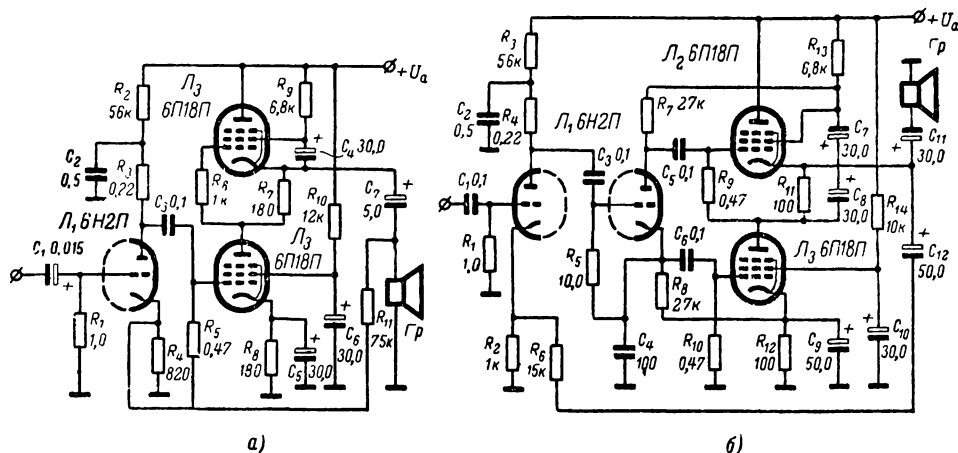 +Uа
R2
56к
Л3
6П18П
R9
6,8к
C4 30,0
C2
0,5
R3
0,22
R6
1к
R7
180
R10
12к
C7
5,0
Л1 6Н2П
C3 0,1
C1 0,015
Л3
6П18П
R1
1,0
R4
820
R5
0,47
R8
180
C5
30,0
C6
30,0
R11
75к
Гр
а)
+Uа
R3
56к
Л2 6П18П
R13
6,8к
Гр
C2
0,5
R4
0,22
Л1 6Н2П
R7 27к
C7
30,0
C11
30,0
C1 0,1
C3 0,1
C5
0,1
R9
0,47
R11
100
C8
30,0
R14
10к
R1
1,0
R5
10,0
C6 0,1
R8
27к
Л3 6П18П
C12
50,0
R2
1к
R6
15к
C4
100
R10
0,47
R12
100
C9
50,0
C10
30,0
б)